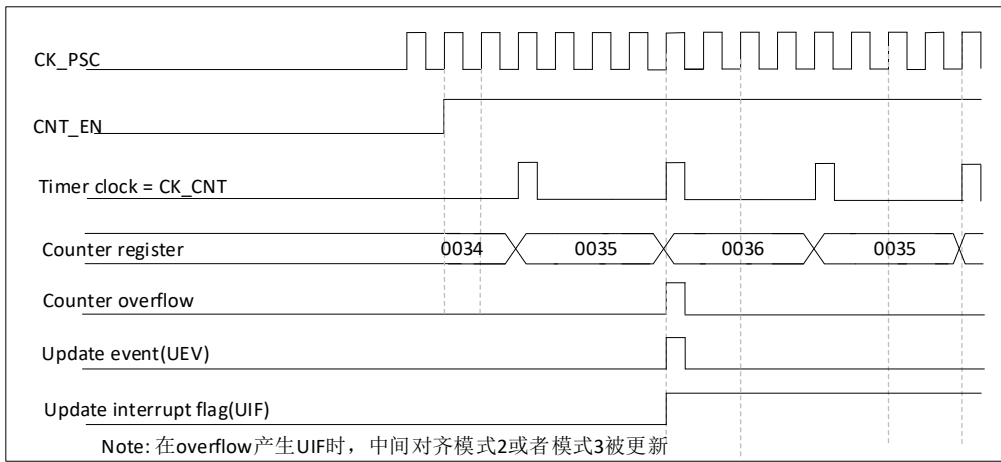 CK_PSC
CNT_EN
Timer clock = CK_CNT
Counter register 0034 0035 0036 0035
Counter overflow
Update event(UEV)
Update interrupt flag(UIF)
Note: 在overflow产生UIF时，中间对齐模式2或者模式3被更新